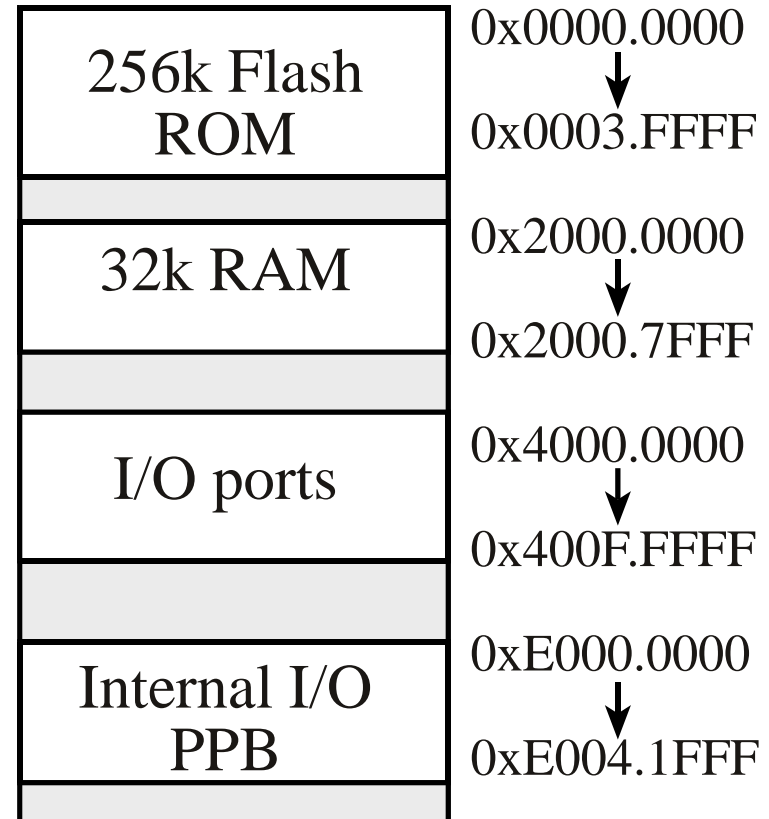 256k Flash
ROM
0x0000.0000
0x0003.FFFF
32k RAM
0x2000.0000
0x2000.7FFF
I/O ports
0x4000.0000
0x400F.FFFF
Internal I/O
PPB
0xE000.0000
0xE004.1FFF